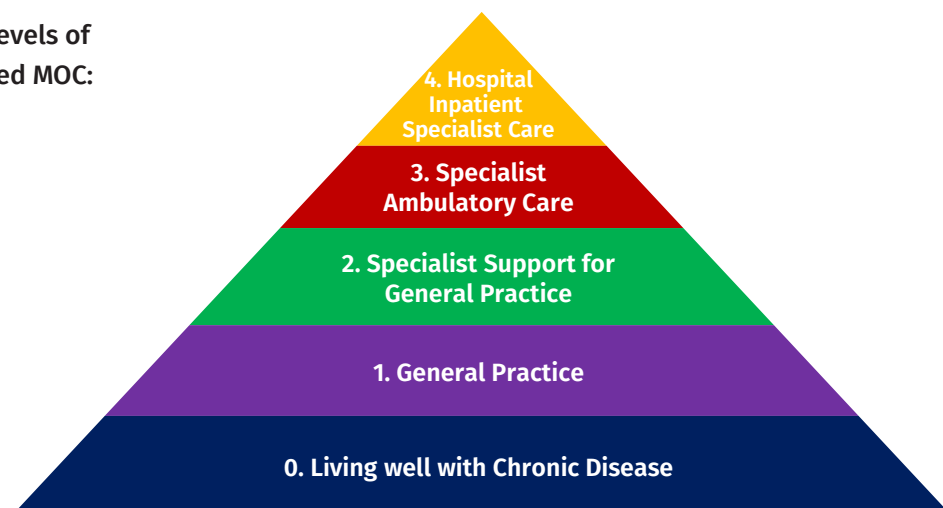 evels of
ed MOC:
4. Hospital
Inpatient
Specialist Care
3. Specialist
Ambulatory Care
2. Specialist Support for
General Practice
1. General Practice
0. Living well with Chronic Disease